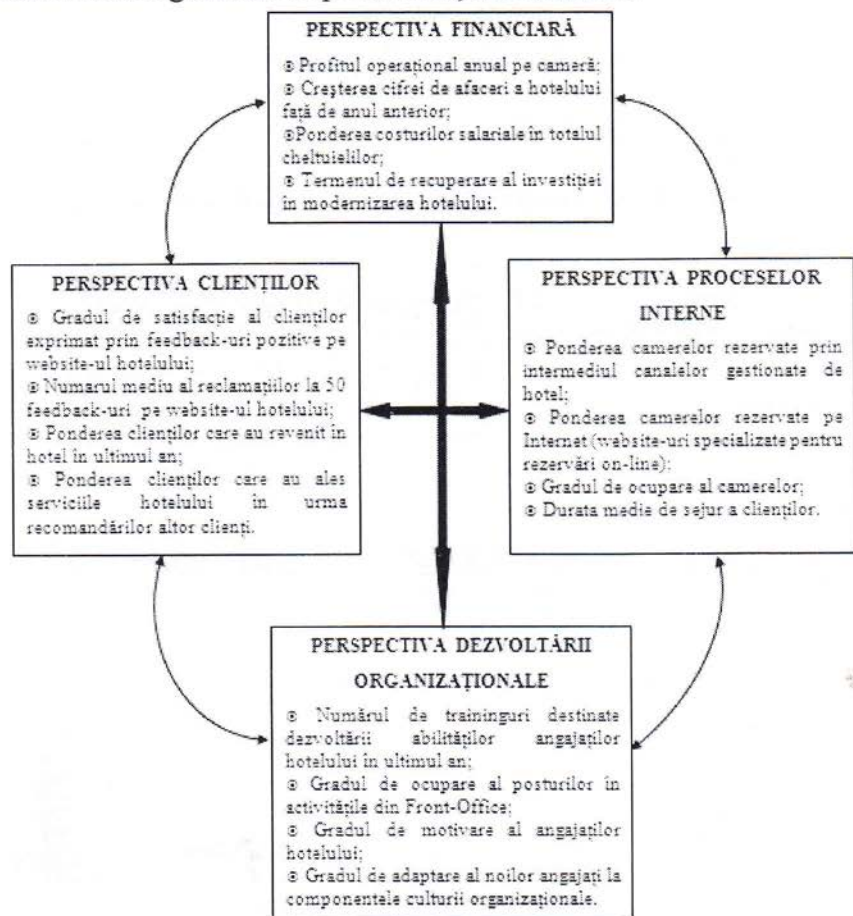 PERSPECTIVA FINANCIARĂ
⊙ Profitul operațional anual pe cameră;
⊙ Creșterea cifrei de afaceri a hotelului
față de anul anterior;
⊙Ponderea costurilor salariale în totalul
cheltuielilor;
⊙ Termenul de recuperare al investiției
în modernizarea hotelului.
PERSPECTIVA CLIENȚILOR
⊙ Gradul de satisfacție al clienților
exprimat prin feedback-uri pozitive pe
website-ul hotelului;
⊙ Numarul mediu al reclamațiilor la 50
feedback-uri pe website-ul hotelului;
⊙ Ponderea clienților care au revenit în
hotel în ultimul an;
⊙ Ponderea clienților care au ales
serviciile hotelului în urma
recomandărilor altor clienți.
PERSPECTIVA PROCESELOR
INTERNE
⊙ Ponderea camerelor rezervate prin
intermediul canalelor gestionate de
hotel;
⊙ Ponderea camerelor rezervate pe
Internet (website-uri specializate pentru
rezervări on-line);
⊙ Gradul de ocupare al camerelor;
⊙ Durata medie de sejur a clienților.
PERSPECTIVA DEZVOLTĂRII
ORGANIZAȚIONALE
⊙ Numărul de traininguri destinate
dezvoltării abilităților angajaților
hotelului în ultimul an;
⊙ Gradul de ocupare al posturilor în
activitățile din Front-Office;
⊙ Gradul de motivare al angajaților
hotelului;
⊙ Gradul de adaptare al noilor angajați la
componentele culturii organizaționale.